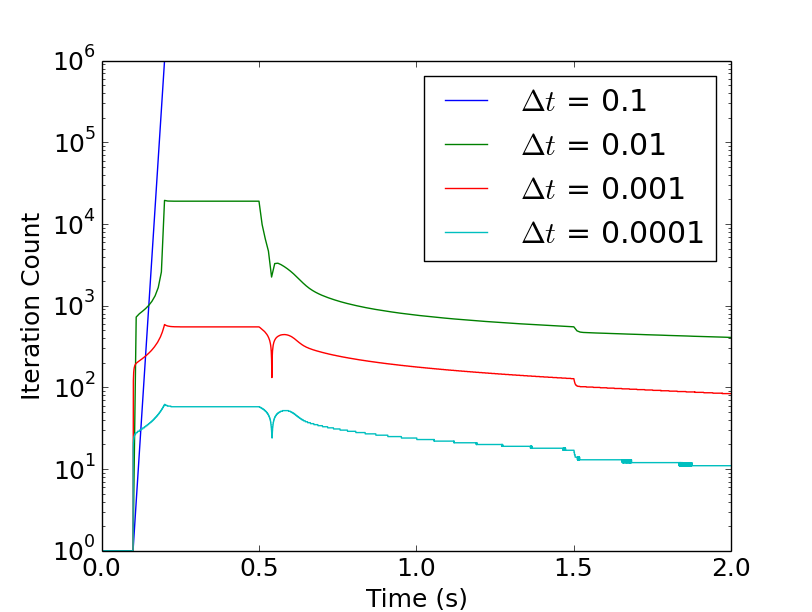 10^6
10^5
10^4
10^3
10^2
10^1
10^0
Iteration Count
0.0 0.5 1.0 1.5 2.0
Time (s)
Δt = 0.1
Δt = 0.01
Δt = 0.001
Δt = 0.0001